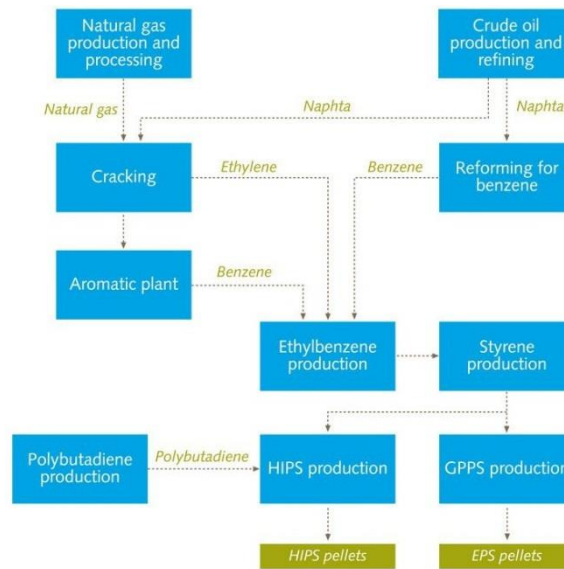 Natural gas
production and
processing
Crude oil
production and
refining
Natural gas
Naphta
Naphta
Cracking
Ethylene
Benzene
Reforming for
benzene
Aromatic plant
Benzene
Ethylbenzene
production
Styrene
production
Polybutadiene
production
Polybutadiene
HIPS production
GPPS production
HIPS pellets
EPS pellets